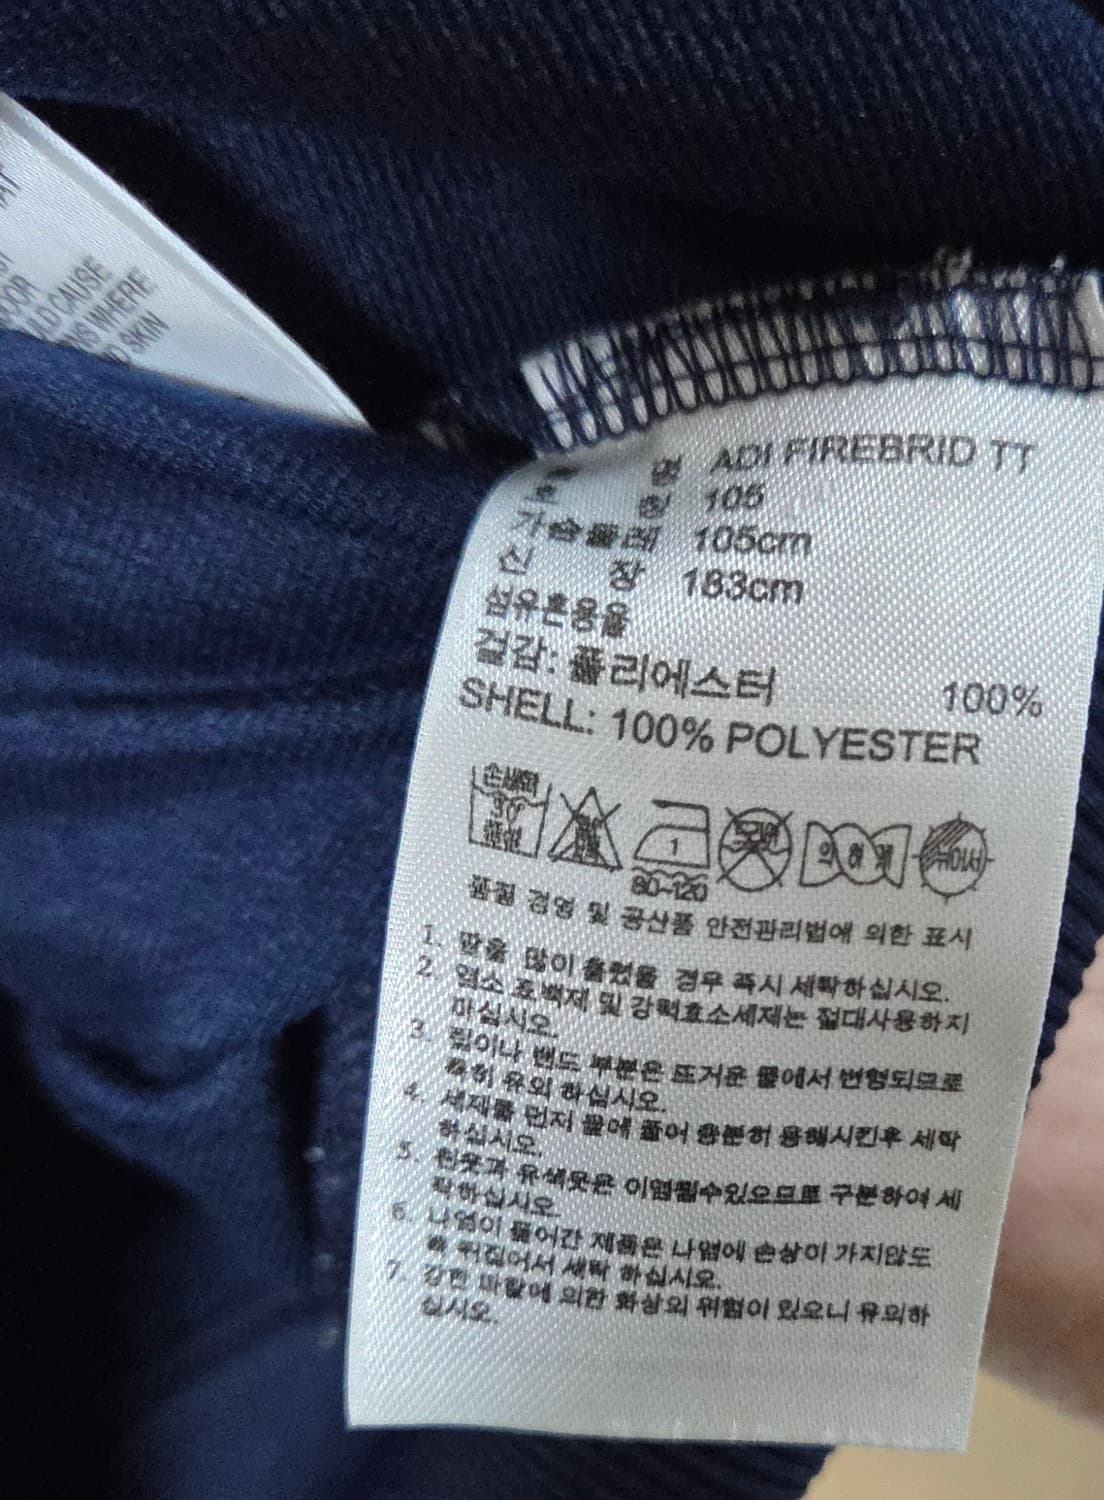 OOR
LD CAUSE
NS WHERE
D SKIN
ADI FIREBRID TT
105
가슴둘레 105cm
신 장 183cm
섬유혼용율
겉감: 폴리에스터 100%
SHELL: 100% POLYESTER
손세탁
30°
중성
1
80~120
드라이
약하게
뉘어서
품질 경영 및 공산품 안전관리법에 의한 표시
1. 땀을 많이 흘렸을 경우 즉시 세탁하십시오.
2. 염소 표백제 및 강력효소세제는 절대사용하지
마십시오.
3. 림이나 밴드 부분은 뜨거운 물에서 변형되므로
특히 유의 하십시오.
4. 세제를 먼저 물에 풀어 충분히 용해시킨후 세탁
하십시오.
5. 흰옷과 유색옷은 이염될수있으므로 구분하여 세
탁하십시오.
6. 나염이 들어간 제품은 나염에 손상이 가지않도
록 뒤집어서 세탁 하십시오.
7. 강한 마찰에 의한 화상의 위험이 있으니 유의하
십시오.